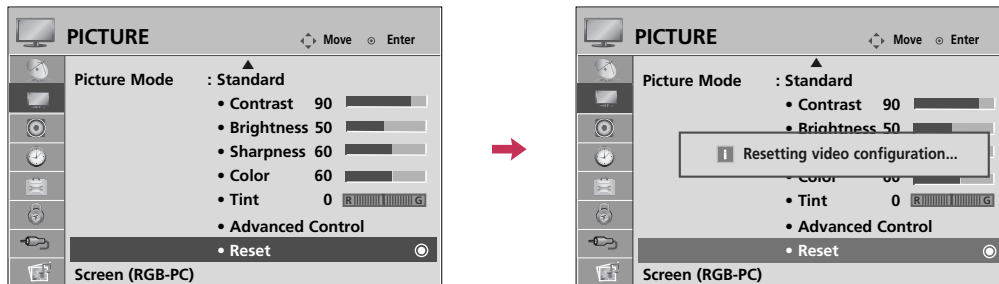 PICTURE
Move Enter
Picture Mode : Standard
• Contrast 90
• Brightness 50
• Sharpness 60
• Color 60
• Tint 0 R G
• Advanced Control
• Reset
Screen (RGB-PC)
PICTURE
Move Enter
Picture Mode : Standard
• Contrast 90
• Brightness 50
i Resetting video configuration...
• Color 60
• Tint 0 R G
• Advanced Control
• Reset
Screen (RGB-PC)